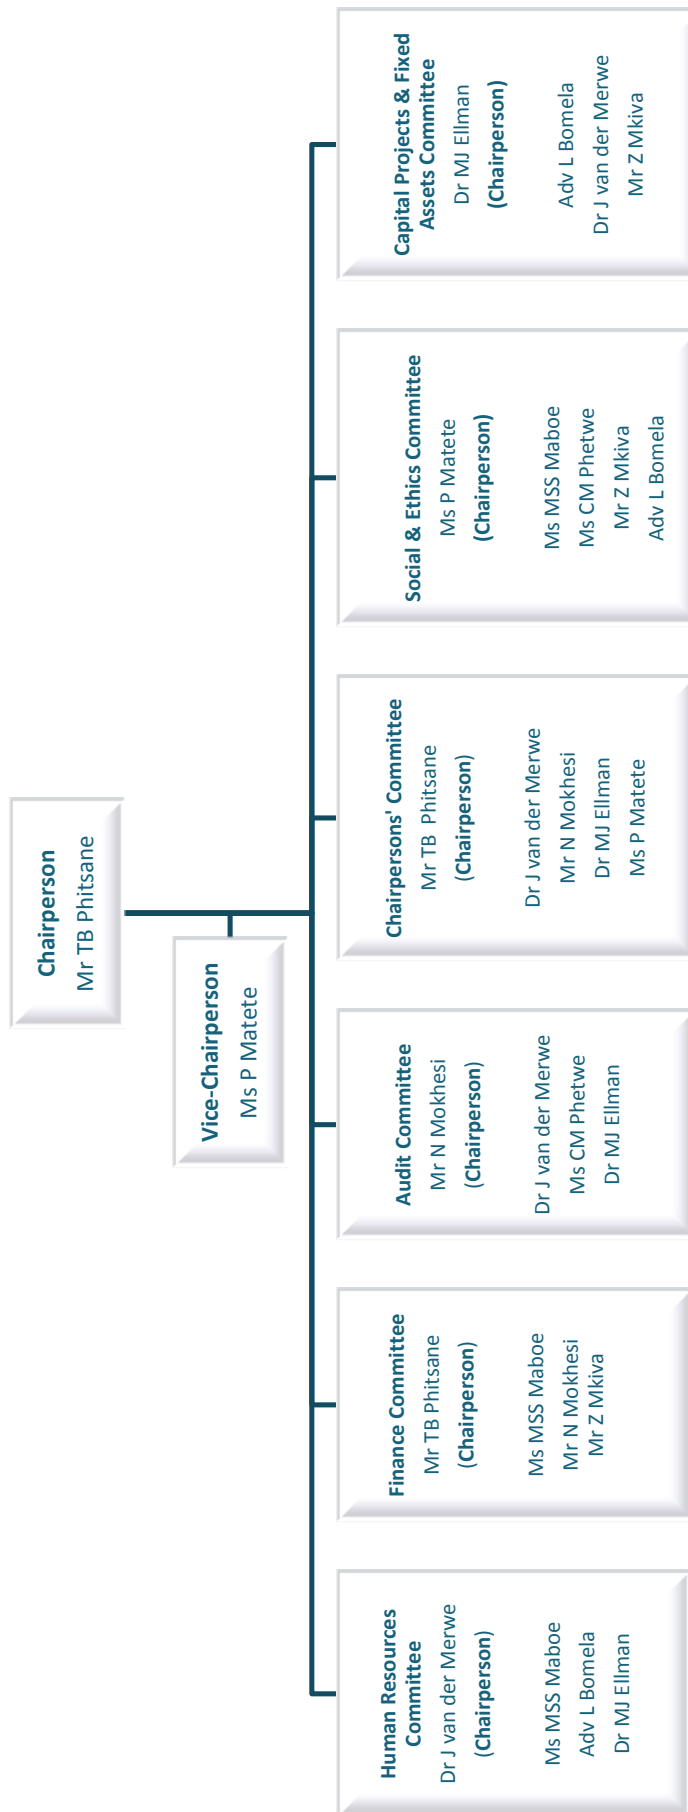 Chairperson
Mr TB Phitsane
Vice-Chairperson
Ms P Matete
Human Resources
Committee
Dr J van der Merwe
(Chairperson)
Ms MSS Maboe
Adv L Bomela
Dr MJ Ellman
Finance Committee
Mr TB Phitsane
(Chairperson)
Ms MSS Maboe
Mr N Mokhesi
Mr Z Mkiva
Audit Committee
Mr N Mokhesi
(Chairperson)
Dr J van der Merwe
Ms CM Phetwe
Dr MJ Ellman
Chairpersons' Committee
Mr TB Phitsane
(Chairperson)
Dr J van der Merwe
Mr N Mokhesi
Dr MJ Ellman
Ms P Matete
Social & Ethics Committee
Ms P Matete
(Chairperson)
Ms MSS Maboe
Ms CM Phetwe
Mr Z Mkiva
Adv L Bomela
Capital Projects & Fixed
Assets Committee
Dr MJ Ellman
(Chairperson)
Adv L Bomela
Dr J van der Merwe
Mr Z Mkiva